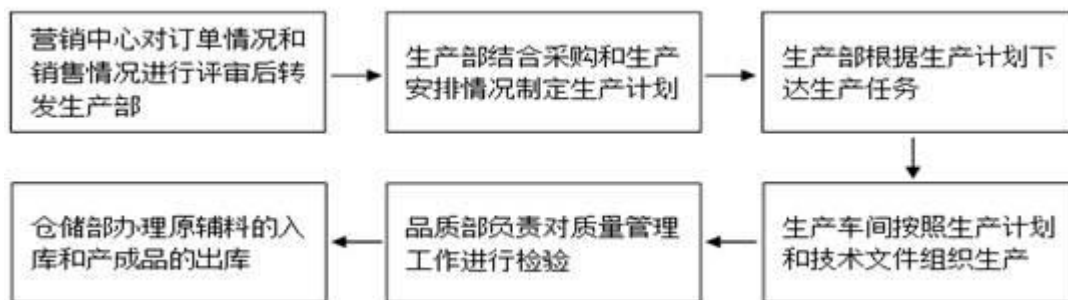 营销中心对订单情况和
销售情况进行评审后转
发生产部
生产部结合采购和生产
安排情况制定生产计划
生产部根据生产计划下
达生产任务
生产车间按照生产计划
和技术文件组织生产
品质部负责对质量管理
工作进行检验
仓储部办理原辅料的入
库和产成品的出库